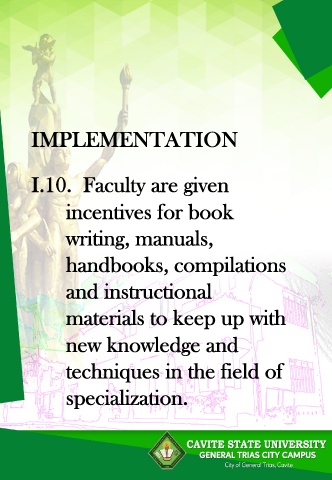 IMPLEMENTATION
I.10. Faculty are given
incentives for book
writing, manuals,
handbooks, compilations
and instructional
materials to keep up with
new knowledge and
techniques in the field of
specialization.
CAVITE STATE UNIVERSITY
GENERAL TRIAS CITY CAMPUS
City of General Trias, Cavite